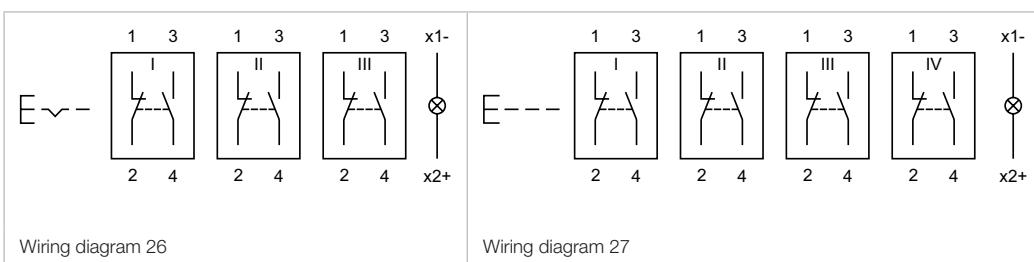 1 3 1 3 1 3 x1-
I II III
2 4 2 4 2 4 x2+
Wiring diagram 26
1 3 1 3 1 3 1 3 x1-
I II III IV
2 4 2 4 2 4 2 4 x2+
Wiring diagram 27